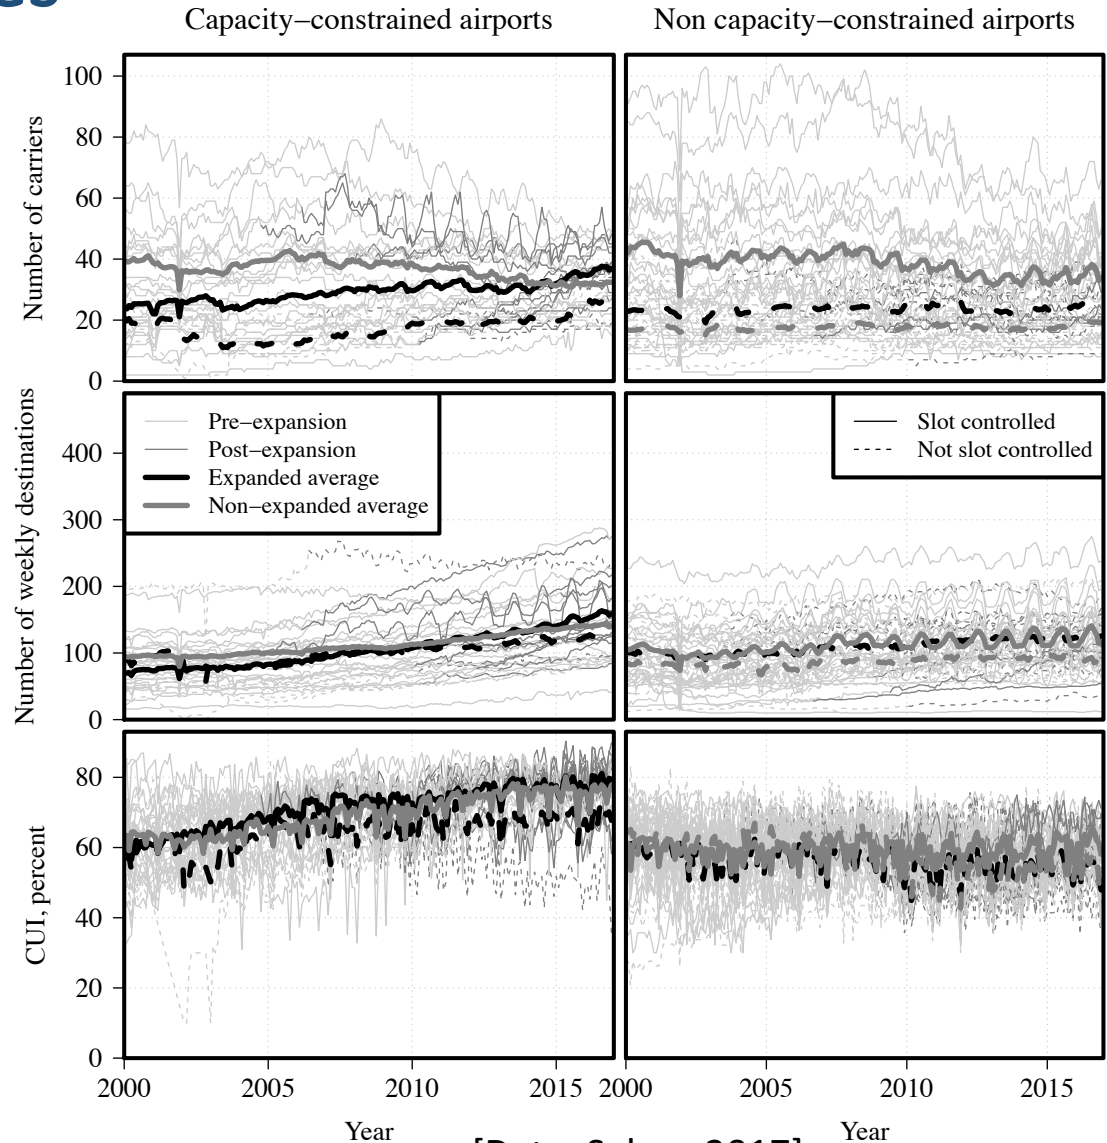 Capacity−constrained airports
Non capacity−constrained airports
Number of carriers
100
80
60
40
20
0
Number of weekly destinations
400
300
200
100
0
Pre−expansion
Post−expansion
Expanded average
Non−expanded average
Slot controlled
Not slot controlled
CUI, percent
80
60
40
20
0
2000
2005
2010
2015
2000
2005
2010
2015
Year
Year